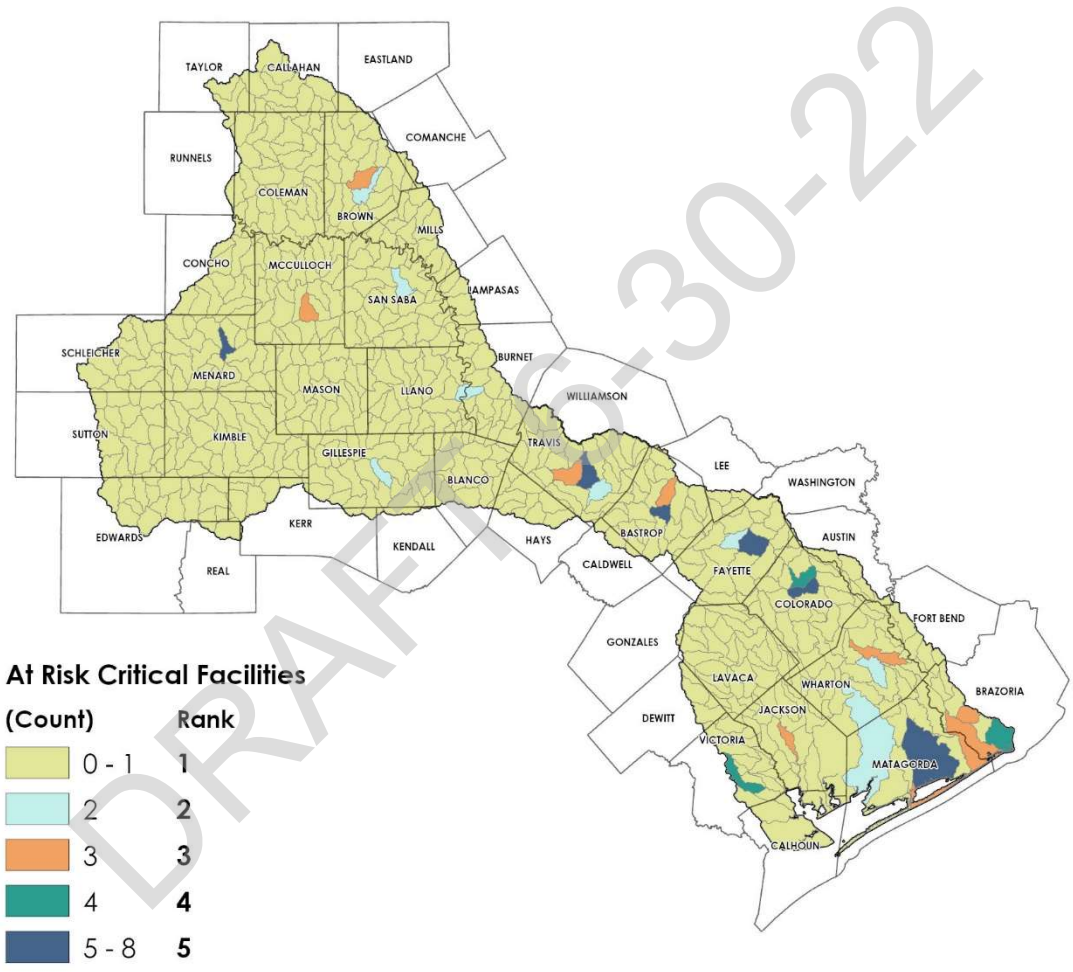 EASTLAND
TAYLOR
CALLAHAN
COMANCHE
RUNNELS
COLEMAN
BROWN
MILLS
CONCHO
MCCULLOCH
LAMPASAS
SAN SABA
SCHLEICHER
BURNET
MENARD
MASON
LLANO
WILLIAMSON
SUTTON
KIMBLE
TRAVIS
GILLESPIE
LEE
BLANCO
WASHINGTON
KERR
EDWARDS
BASTROP
AUSTIN
HAYS
KENDALL
REAL
CALDWELL
FAYETTE
COLORADO
FORT BEND
GONZALES
LAVACA
WHARTON
BRAZORIA
JACKSON
DEWITT
VICTORIA
MATAGORDA
CALHOUN
At Risk Critical Facilities
(Count) Rank
0 - 1 1
2 2
3 3
4 4
5 - 8 5
DRAFT 6-30-22